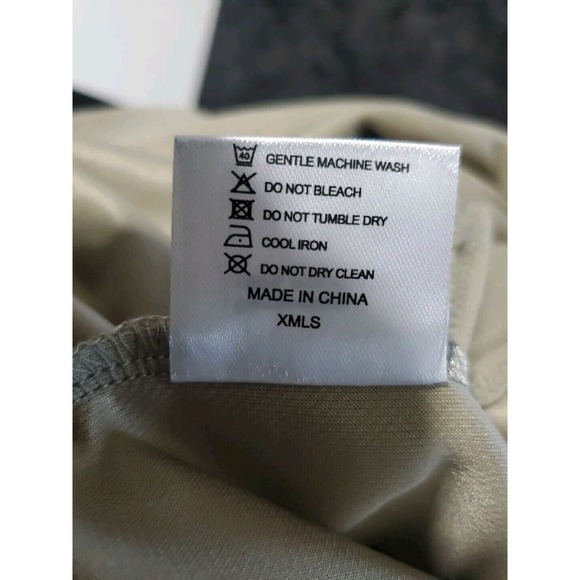 40 GENTLE MACHINE WASH
DO NOT BLEACH
DO NOT TUMBLE DRY
COOL IRON
DO NOT DRY CLEAN
MADE IN CHINA
XMLS